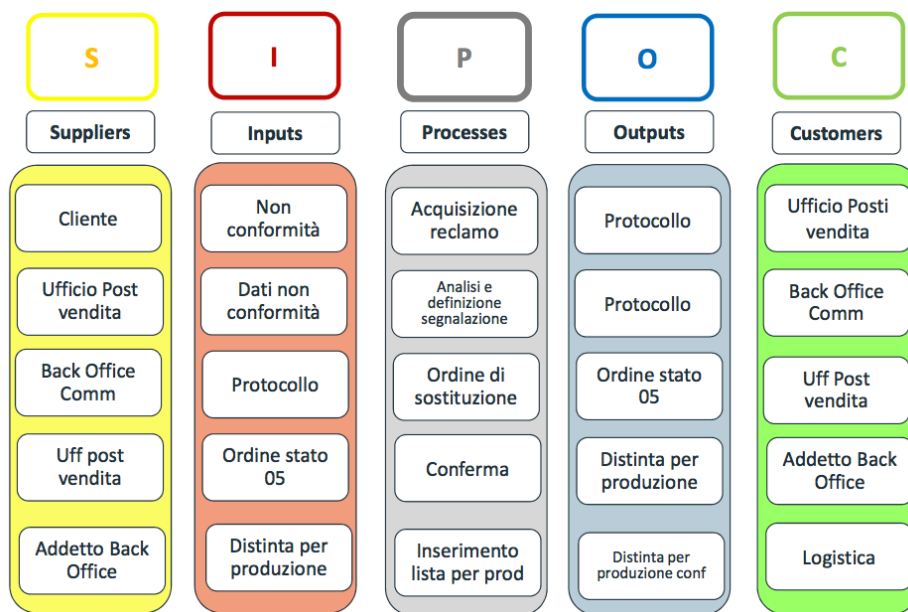 S
I
P
O
C
Suppliers
Inputs
Processes
Outputs
Customers
Cliente
Non
conformità
Acquisizione
reclamo
Protocollo
Ufficio Posti
vendita
Ufficio Post
vendita
Dati non
conformità
Analisi e
definizione
segnalazione
Protocollo
Back Office
Comm
Back Office
Comm
Protocollo
Ordine di
sostituzione
Ordine stato
05
Uff Post
vendita
Uff post
vendita
Ordine stato
05
Conferma
Distinta per
produzione
Addetto Back
Office
Addetto Back
Office
Distinta per
produzione
Inserimento
lista per prod
Distinta per
produzione conf
Logistica